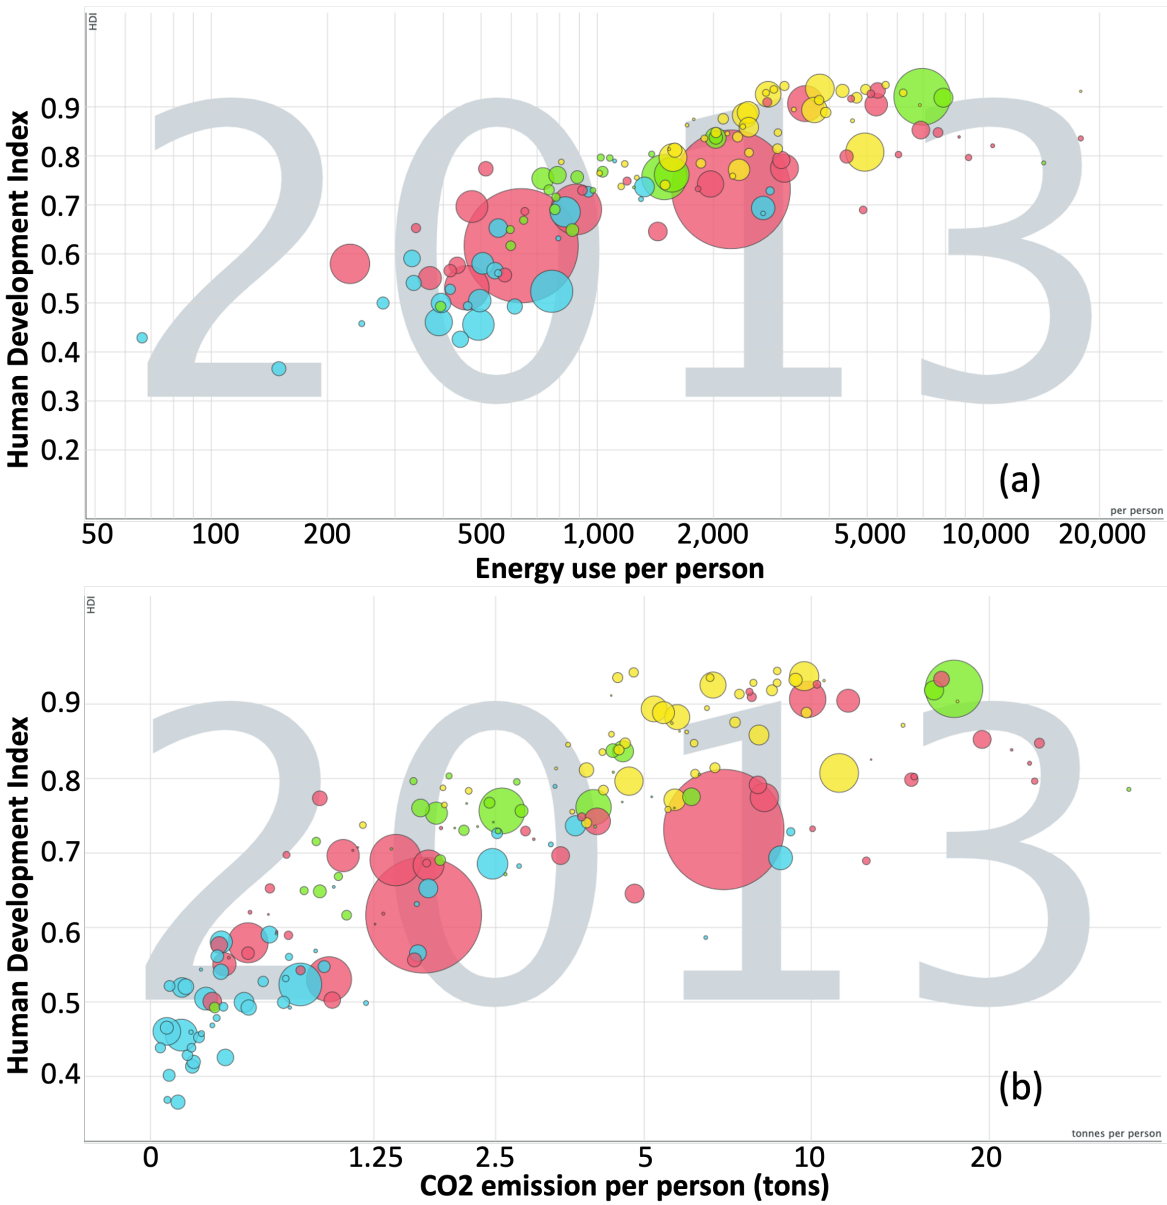 HDI
Human Development Index
0.9
0.8
0.7
0.6
0.5
0.4
0.3
0.2
2013
(a)
per person
50 100 200 500 1,000 2,000 5,000 10,000 20,000
Energy use per person
HDI
Human Development Index
0.9
0.8
0.7
0.6
0.5
0.4
2013
(b)
tonnes per person
0 1.25 2.5 5 10 20
CO2 emission per person (tons)